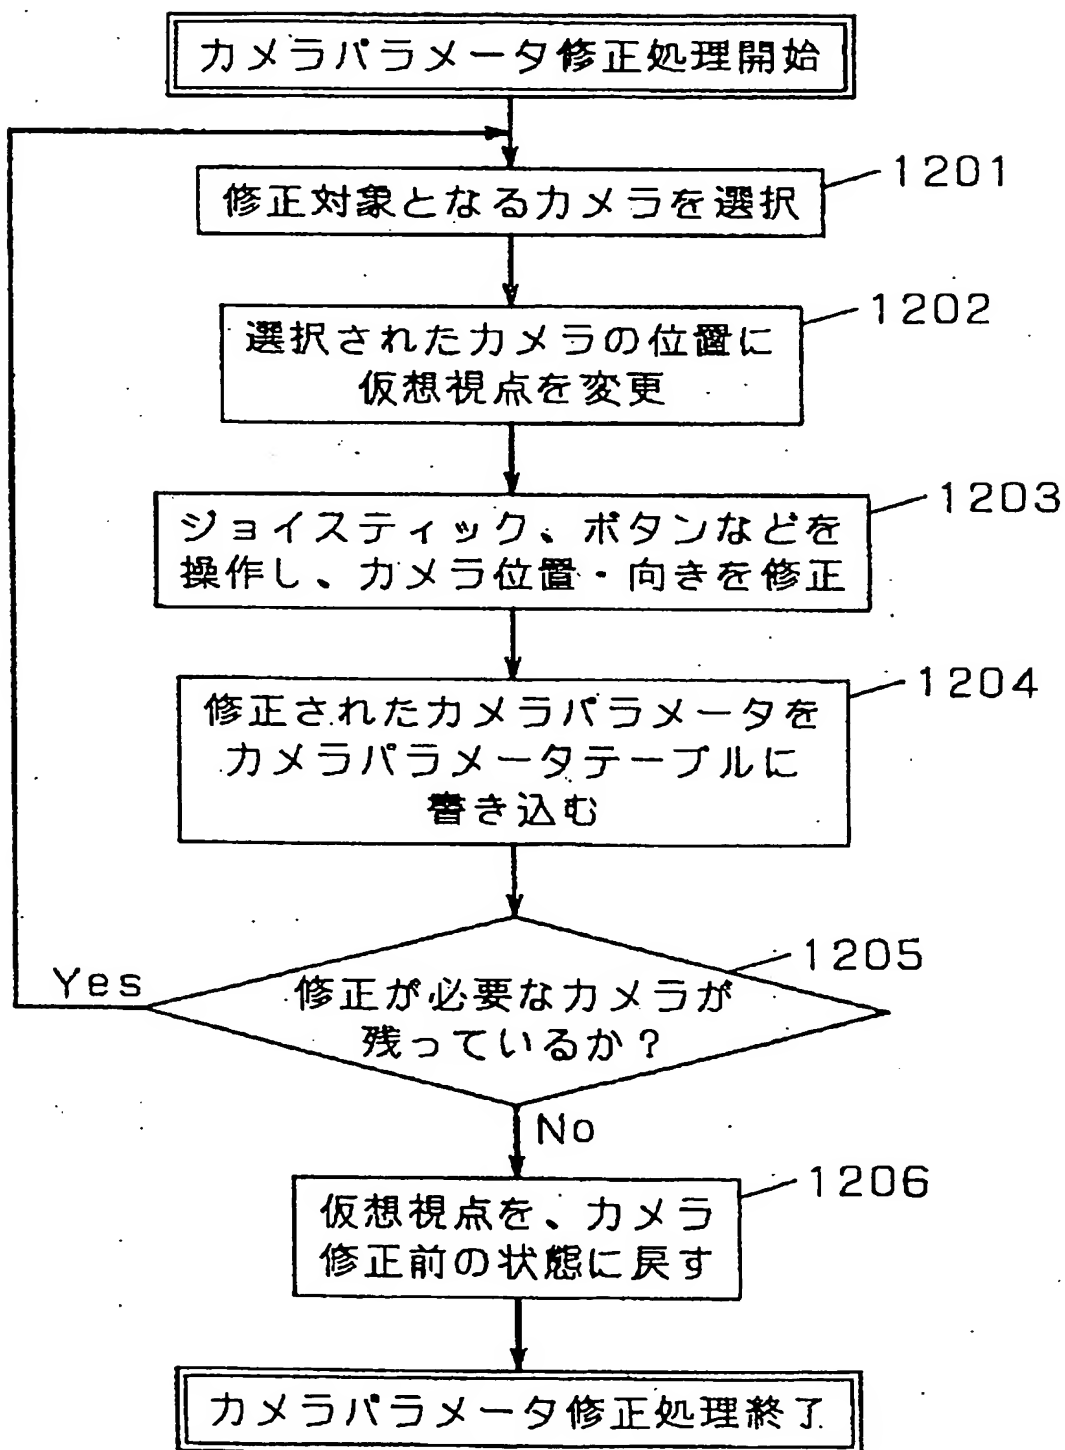 カメラパラメータ修正処理開始
修正対象となるカメラを選択
1201
選択されたカメラの位置に
仮想視点を変更
1202
ジョイスティック、ボタンなどを
操作し、カメラ位置・向きを修正
1203
修正されたカメラパラメータを
カメラパラメータテーブルに
書き込む
1204
修正が必要なカメラが
残っているか?
1205
Yes
No
仮想視点を、カメラ
修正前の状態に戻す
1206
カメラパラメータ修正処理終了